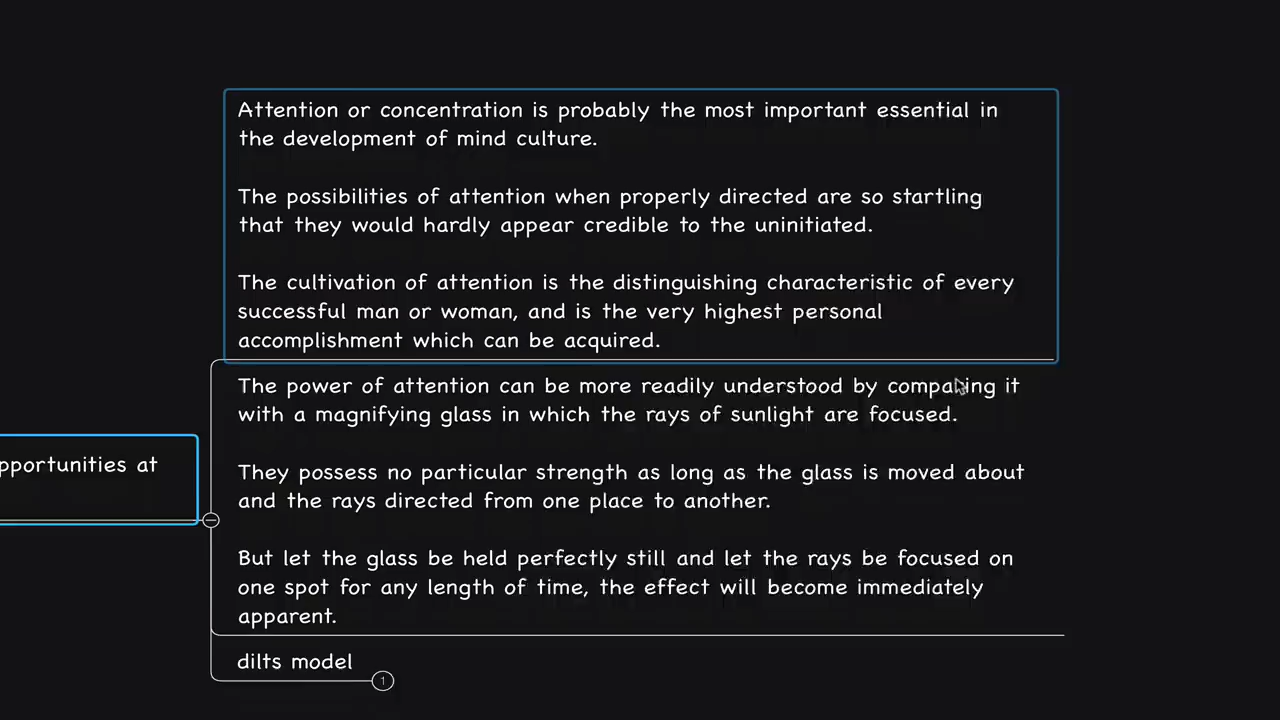 Attention or concentration is probably the most important essential in
the development of mind culture.
The possibilities of attention when properly directed are so startling
that they would hardly appear credible to the uninitiated.
The cultivation of attention is the distinguishing characteristic of every
successful man or woman, and is the very highest personal
accomplishment which can be acquired.
The power of attention can be more readily understood by comparing it
with a magnifying glass in which the rays of sunlight are focused.
pportunities at
They possess no particular strength as long as the glass is moved about
and the rays directed from one place to another.
But let the glass be held perfectly still and let the rays be focused on
one spot for any length of time, the effect will become immediately
apparent.
dilts model
1